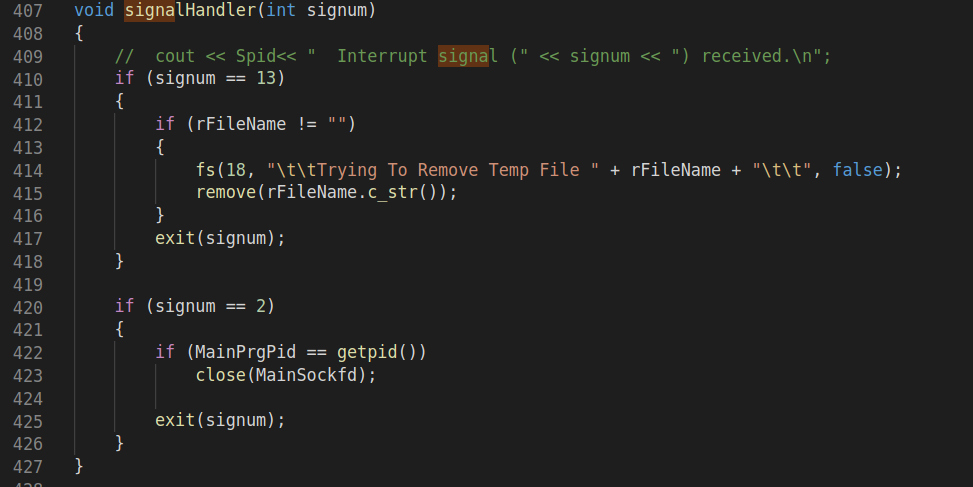 407 void signalHandler(int signum)
408 {
409 //  cout << Spid<< "  Interrupt signal (" << signum << ") received.\n";
410 if (signum == 13)
411 {
412 if (rFileName != "")
413 {
414 fs(18, "\t\tTrying To Remove Temp File " + rFileName + "\t\t", false);
415 remove(rFileName.c_str());
416 }
417 exit(signum);
418 }
419
420 if (signum == 2)
421 {
422 if (MainPrgPid == getpid())
423 close(MainSockfd);
424
425 exit(signum);
426 }
427 }